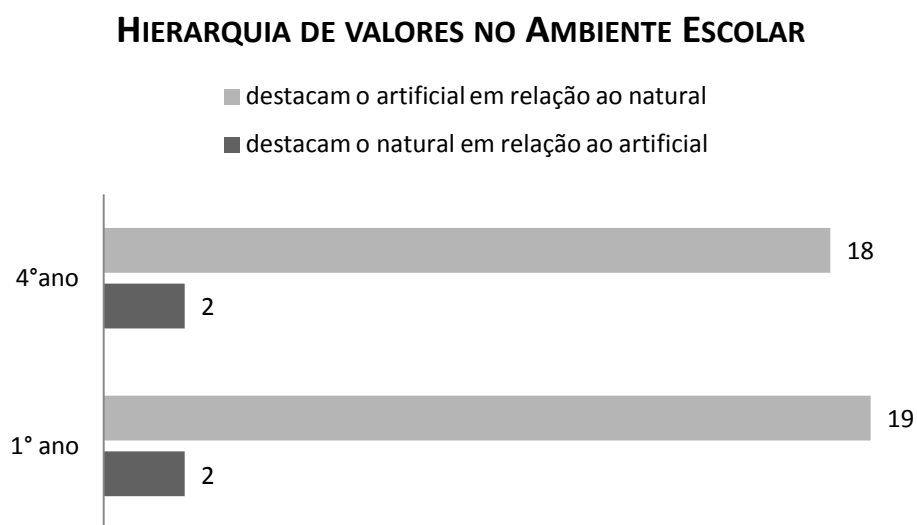 HIERARQUIA DE VALORES NO AMBIENTE ESCOLAR
destacam o artificial em relação ao natural
destacam o natural em relação ao artificial
18
4°ano
2
19
1° ano
2